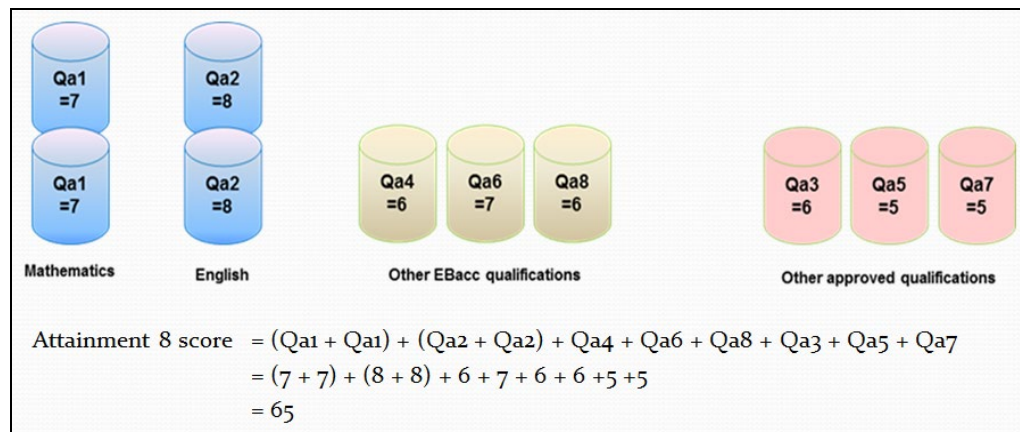 Qa1
=7
Qa2
=8
Qa1
=7
Qa2
=8
Qa4
=6
Qa6
=7
Qa8
=6
Qa3
=6
Qa5
=5
Qa7
=5
Mathematics
English
Other EBacc qualifications
Other approved qualifications
Attainment 8 score = (Qa1 + Qa1) + (Qa2 + Qa2) + Qa4 + Qa6 + Qa8 + Qa3 + Qa5 + Qa7
= (7 + 7) + (8 + 8) + 6 + 7 + 6 + 6 +5 +5
= 65